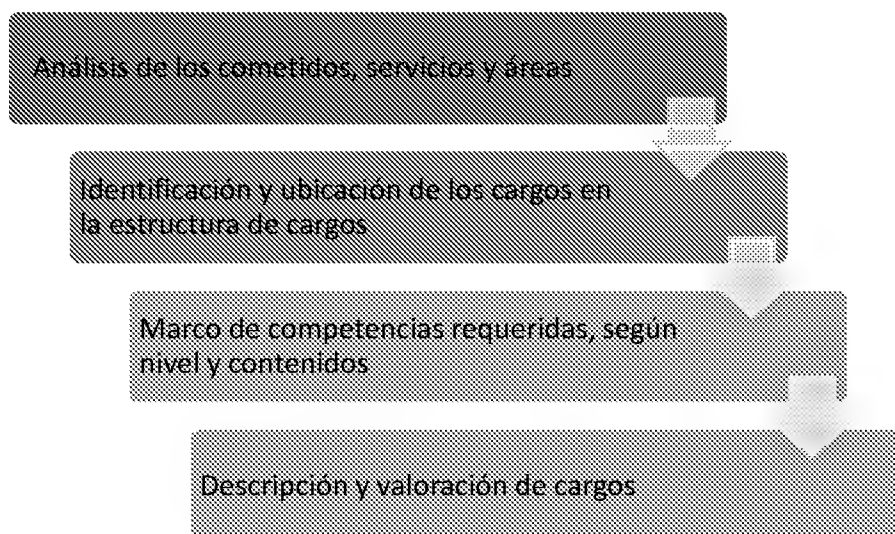 Análisis de los cometidos, servicios y áreas
Identificación y ubicación de los cargos en
la estructura de cargos
Marco de competencias requeridas, según
nivel y contenidos
Descripción y valoración de cargos